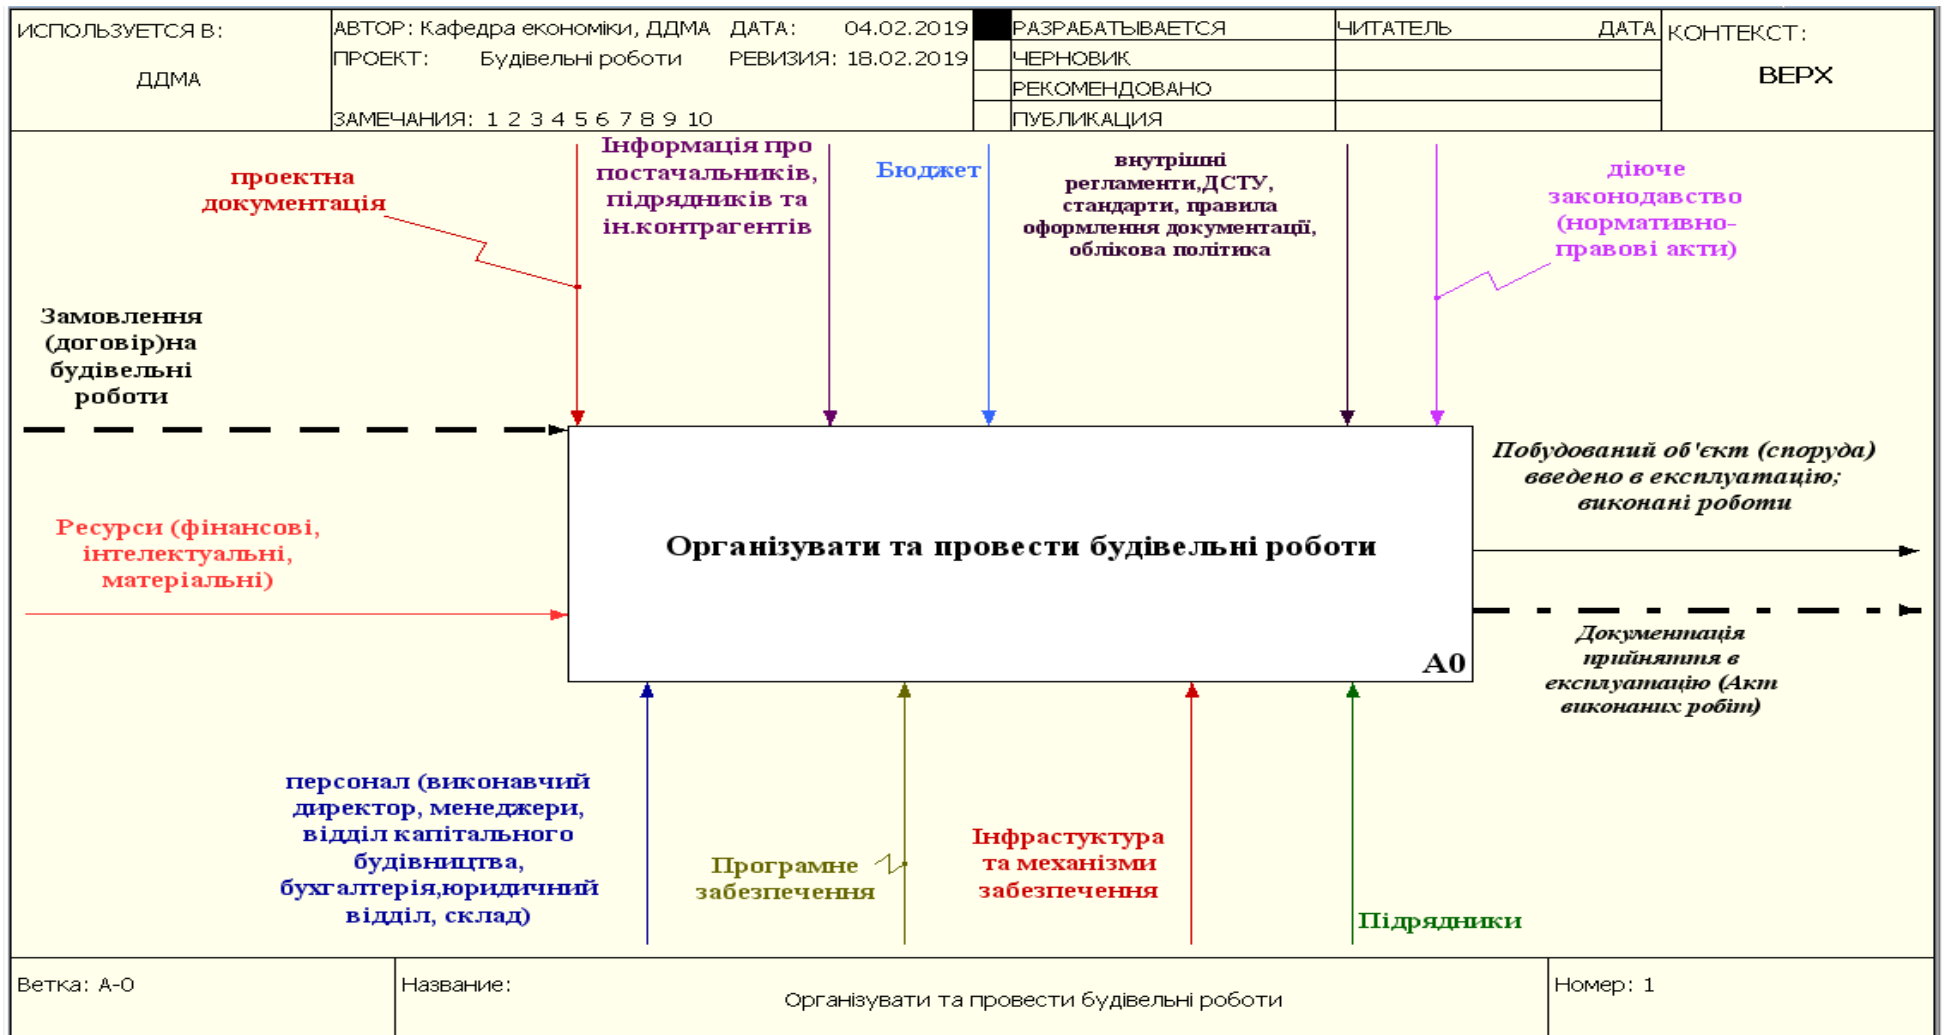 ИСПОЛЬЗУЕТСЯ В:
ДДМА
АВТОР: Кафедра економіки, ДДМА ДАТА: 04.02.2019
ПРОЕКТ: Будівельні роботи РЕВИЗИЯ: 18.02.2019
ЗАМЕЧАНИЯ: 1 2 3 4 5 6 7 8 9 10
РАЗРАБАТЫВАЕТСЯ
ЧЕРНОВИК
РЕКОМЕНДОВАНО
ПУБЛИКАЦИЯ
ЧИТАТЕЛЬ ДАТА
КОНТЕКСТ:
ВЕРХ
проектна
документація
Інформація про
постачальників,
підрядників та
ін.контрагентів
Бюджет
внутрішні
регламенти,ДСТУ,
стандарти, правила
оформлення документації,
облікова політика
діюче
законодавство
(нормативно-
правові акти)
Замовлення
(договір)на
будівельні
роботи
Ресурси (фінансові,
інтелектуальні,
матеріальні)
Організувати та провести будівельні роботи
A0
Побудований об'єкт (споруда)
введено в експлуатацію;
виконані роботи
Документація
прийняття в
експлуатацію (Акт
виконаних робіт)
персонал (виконавчий
директор, менеджери,
відділ капітального
будівництва,
бухгалтерія,юридичний
відділ, склад)
Програмне
забезпечення
Інфрастуктура
та механізми
забезпечення
Підрядники
Ветка: A-0
Название:
Організувати та провести будівельні роботи
Номер: 1